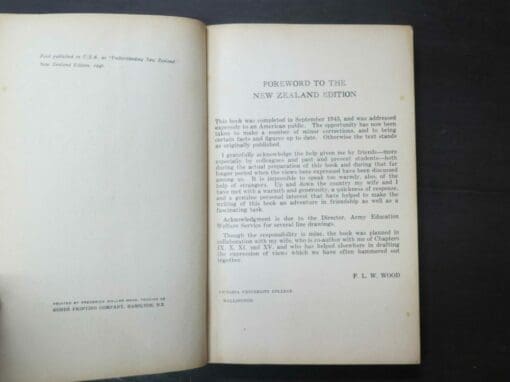 First published in U.S.A. as "Understanding New Zealand"
New Zealand Edition, 1946.
PRINTED BY FREDERICK
BOND'S PRINTING COMPANY, HAMILTON, N.Z.
FOREWORD TO THE
NEW ZEALAND EDITION
This book was completed in September 1943, and was addressed
expressly to an American public. The opportunity has now been
taken to make a number of minor corrections, and to bring
certain facts and figures up to date. Otherwise the text stands
as originally published.
I gratefully acknowledge the help given me by friends—more
especially by colleagues and past and present students—both
during the actual preparation of this book and during that far
longer period when the views here expressed have been discussed
among us. It is impossible to speak too warmly, also, of the
help of strangers. Up and down the country my wife and I
have met with a warmth and generosity, a quickness of response,
and a genuine personal interest that have helped to make the
writing of this book an adventure in friendship as well as a
fascinating task.
Acknowledgment is due to the Director, Army Education
Welfare Service for several line drawings.
Though the responsibility is mine, the book was planned in
collaboration with my wife, who is co-author with me of Chapters
IX, X, XI, and XV, and who has helped elsewhere in drafting
the expression of views which we have often hammered out
together.
F. L. W. WOOD
VICTORIA UNIVERSITY COLLEGE
WELLINGTON.